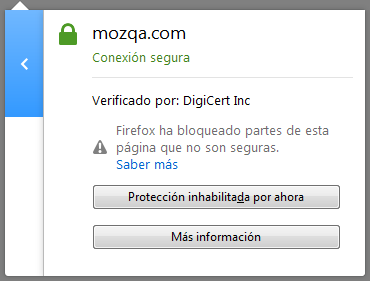 mozqa.com
Conexión segura
Verificado por: DigiCert Inc
Firefox ha bloqueado partes de esta
página que no son seguras.
Saber más
Protección inhabilitada por ahora
Más información